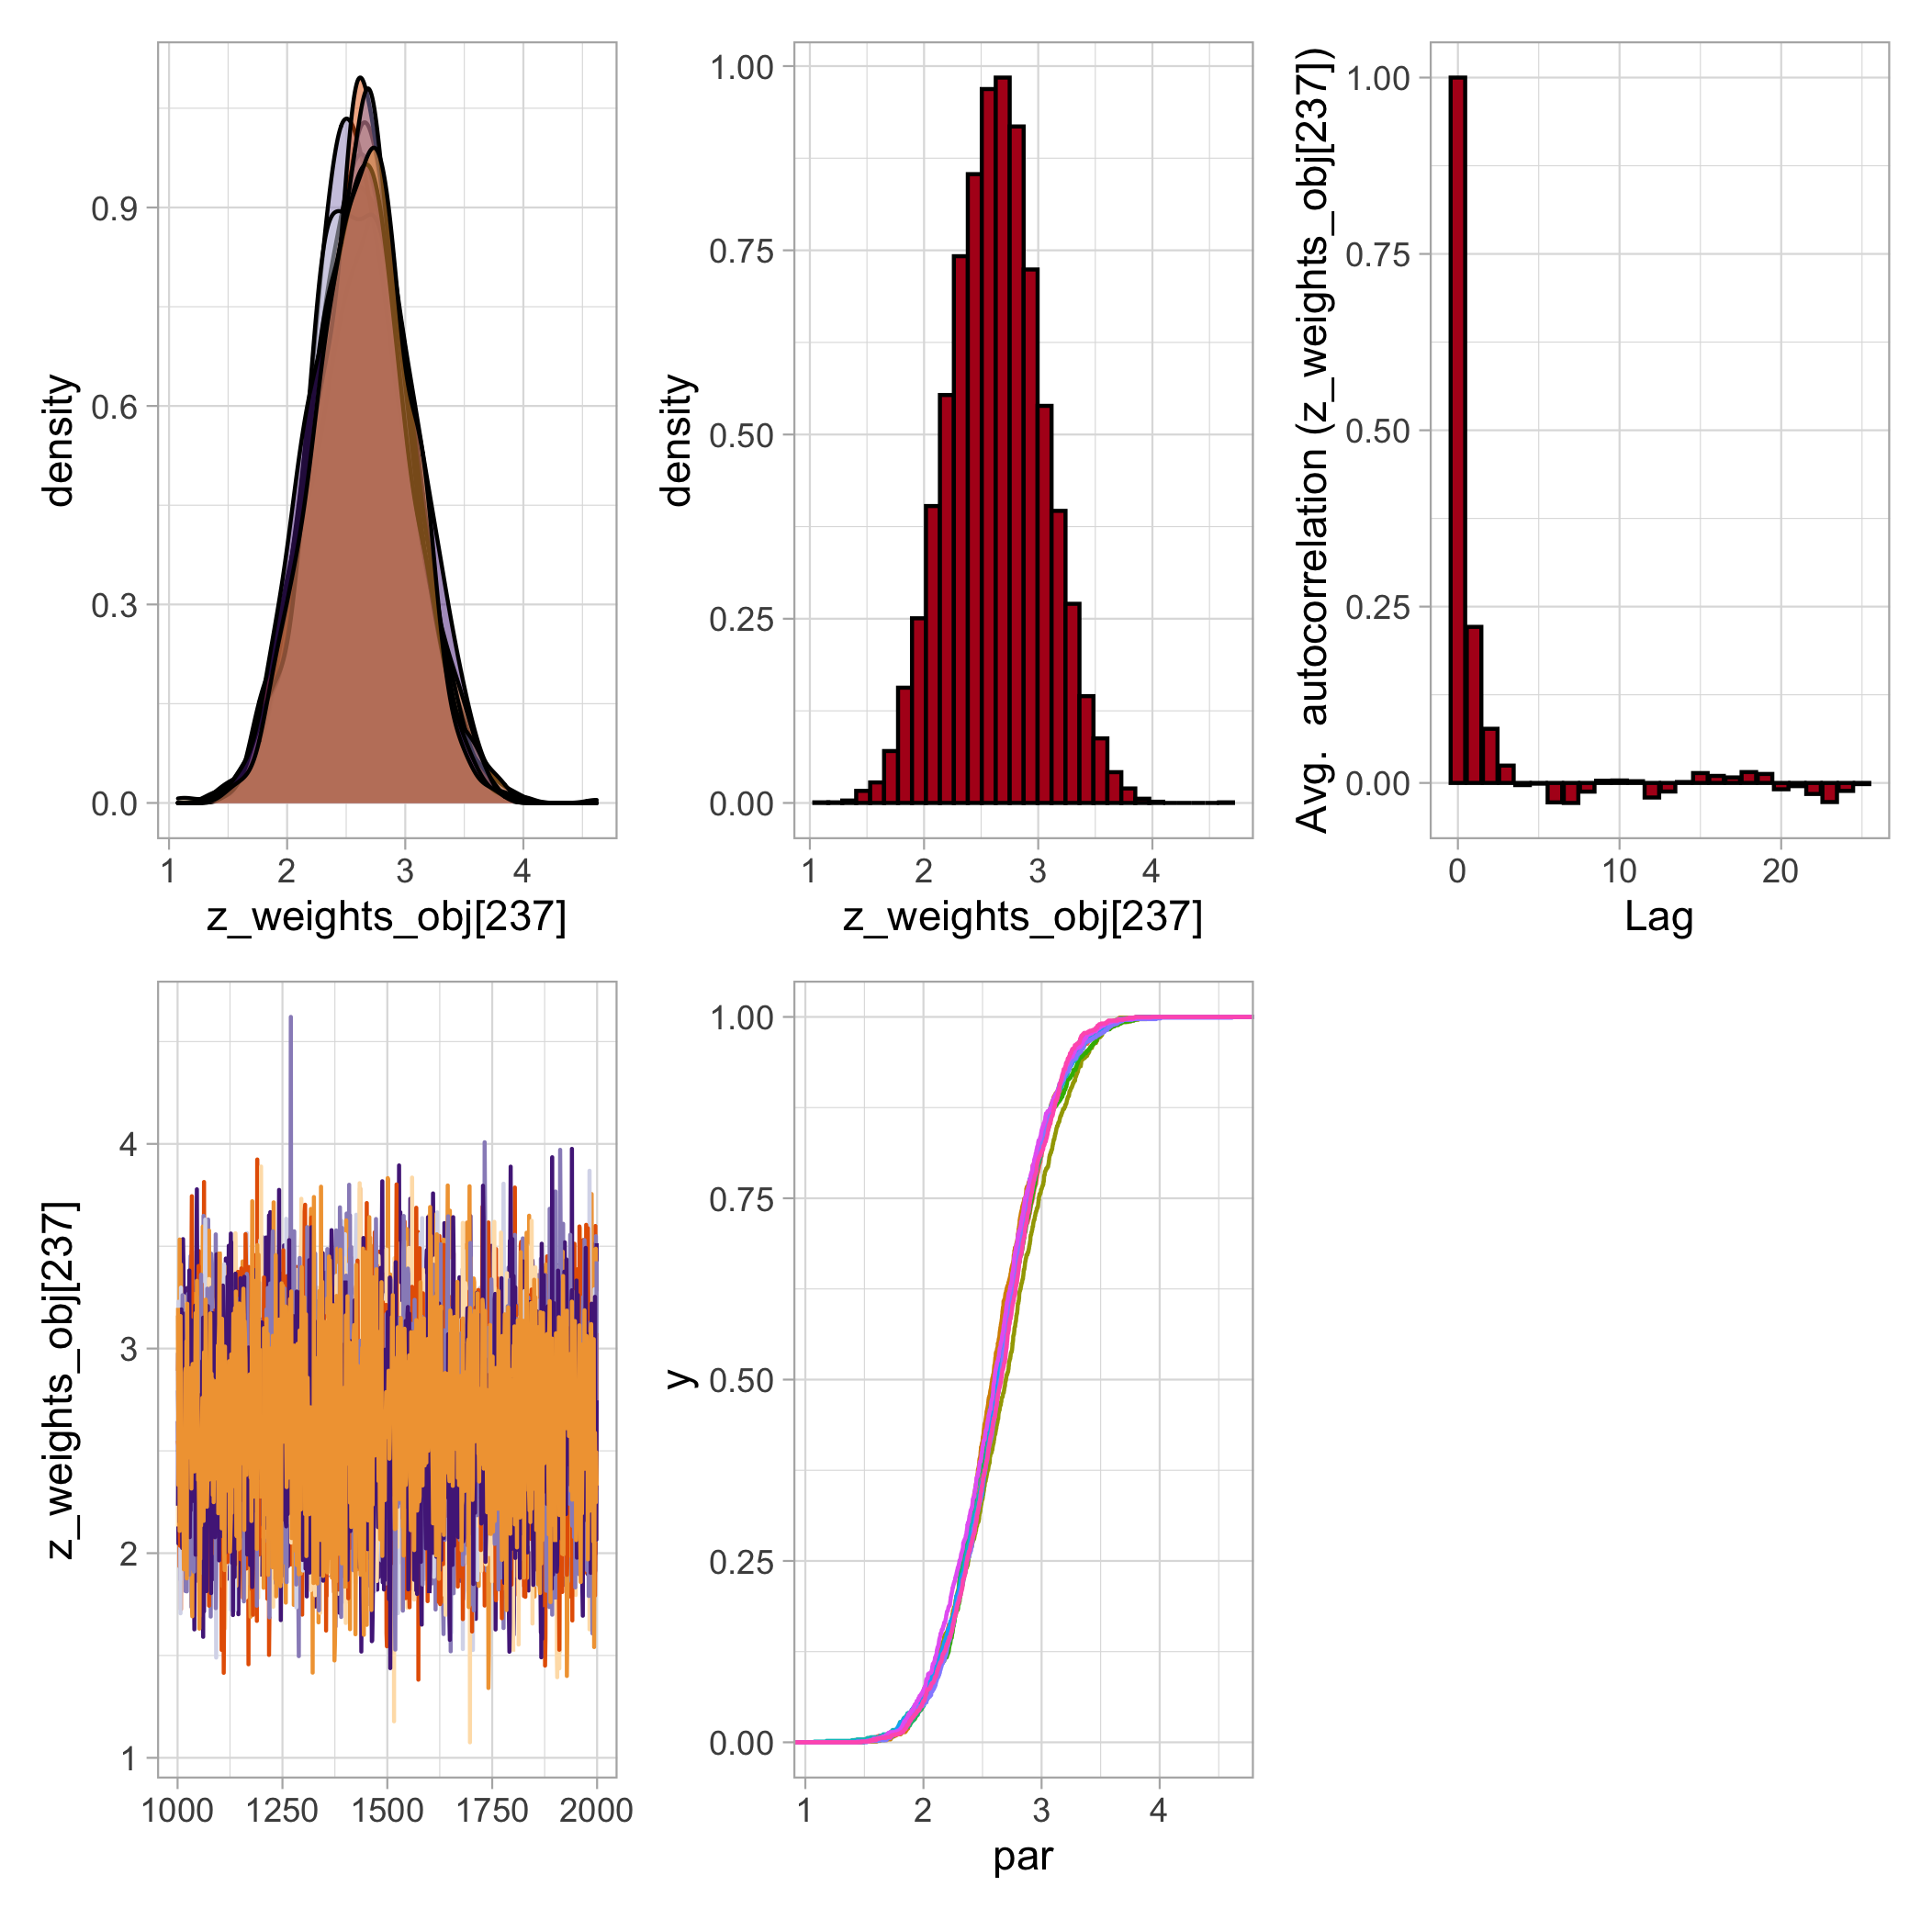 density
0.9
0.6
0.3
0.0
1 2 3 4
z_weights_obj[237]
density
1.00
0.75
0.50
0.25
0.00
1 2 3 4
z_weights_obj[237]
Avg. autocorrelation (z_weights_obj[237])
1.00
0.75
0.50
0.25
0.00
0 10 20
Lag
z_weights_obj[237]
4
3
2
1
1000 1250 1500 1750 2000
y
1.00
0.75
0.50
0.25
0.00
1 2 3 4
par